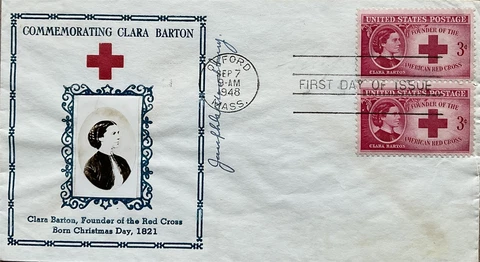 COMMEMORATING CLARA BARTON
Clara Barton, Founder of the Red Cross
Born Christmas Day, 1821
OXFORD
SEP 7
9-AM
1948
MASS.
FIRST DAY OF ISSUE
UNITED STATES POSTAGE
FOUNDER OF THE
AMERICAN RED CROSS
3¢
CLARA BARTON
UNITED STATES POSTAGE
FOUNDER OF THE
AMERICAN RED CROSS
3¢
CLARA BARTON